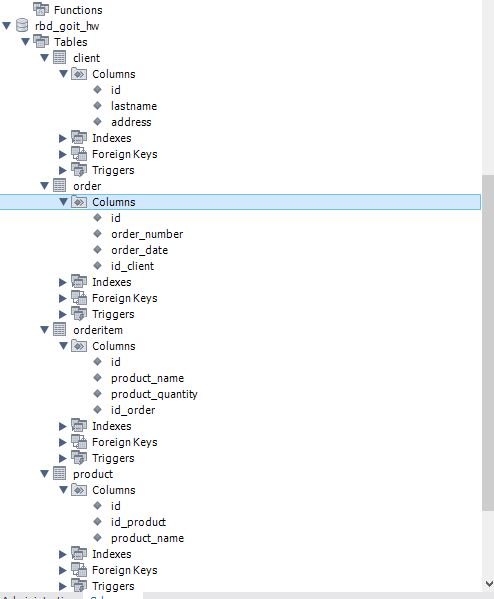 Functions
rbd_goit_hw
Tables
client
Columns
id
lastname
address
Indexes
Foreign Keys
Triggers
order
Columns
id
order_number
order_date
id_client
Indexes
Foreign Keys
Triggers
orderitem
Columns
id
product_name
product_quantity
id_order
Indexes
Foreign Keys
Triggers
product
Columns
id
id_product
product_name
Indexes
Foreign Keys
Triggers